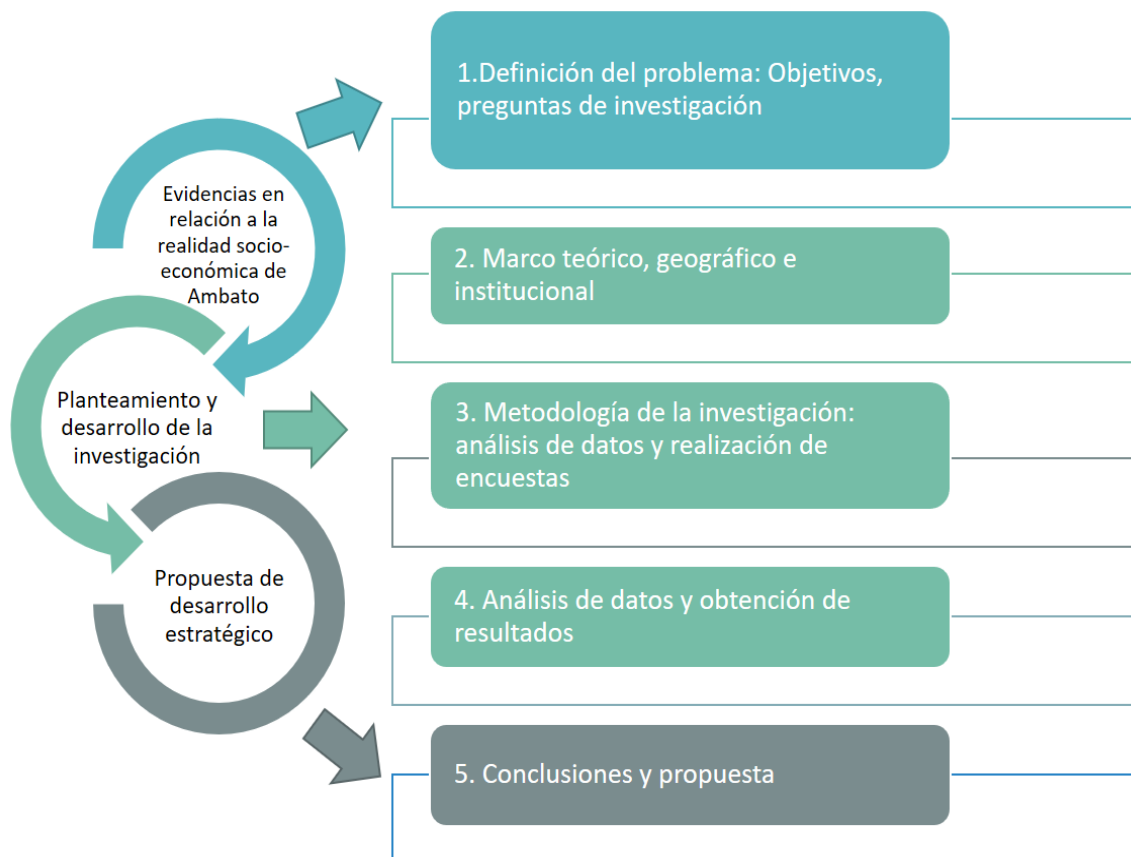 1.Definición del problema: Objetivos,
preguntas de investigación
Evidencias en
relación a la
realidad socio-
económica de
Ambato
2. Marco teórico, geográfico e
institucional
Planteamiento y
desarrollo de la
investigación
3. Metodología de la investigación:
análisis de datos y realización de
encuestas
Propuesta de
desarrollo
estratégico
4. Análisis de datos y obtención de
resultados
5. Conclusiones y propuesta